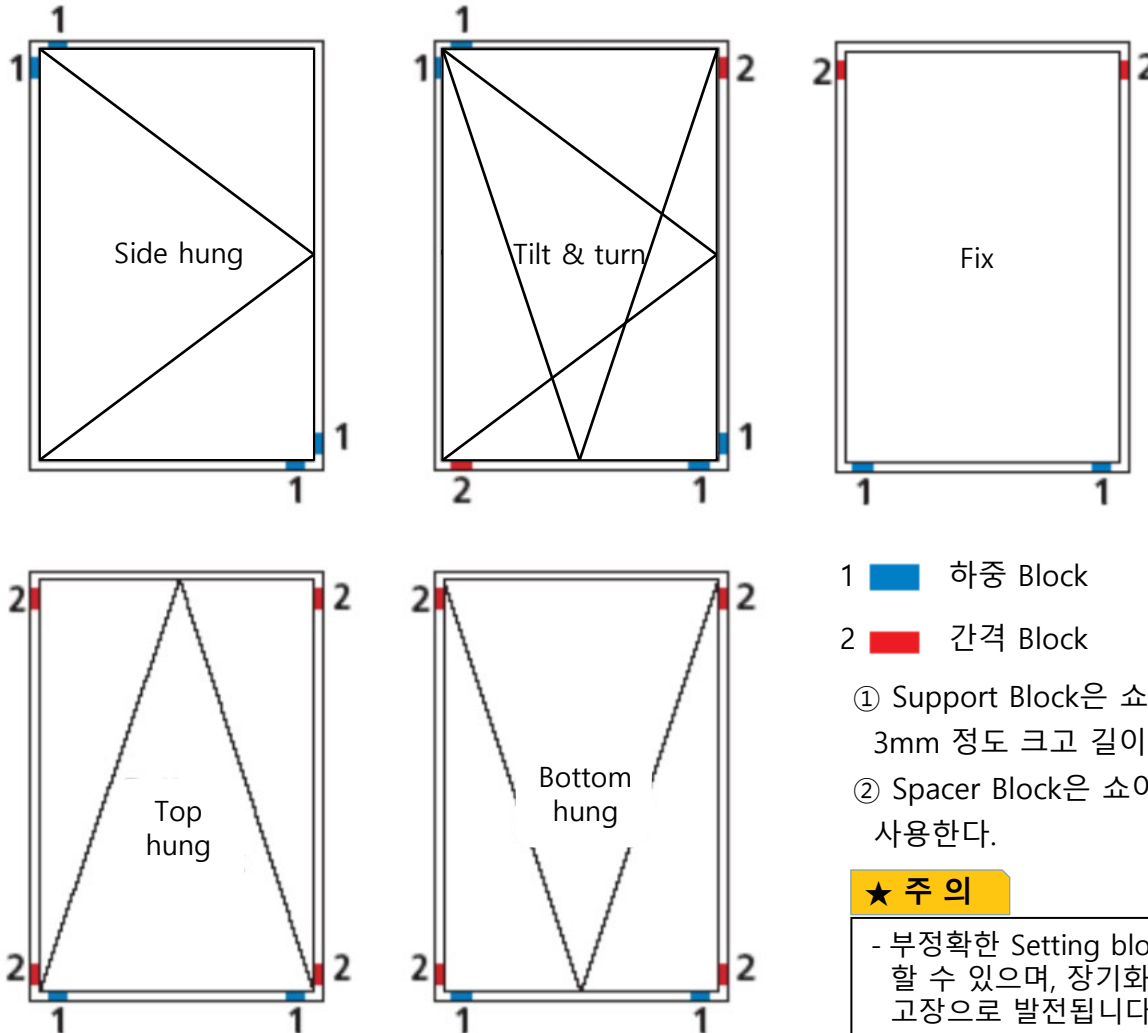 1
1
Side hung
1
1
1
1
2
Tilt & turn
1
2
1
2
2
Fix
1
1
2
2
Top
hung
2
2
1
1
2
2
Bottom
hung
2
2
1
1
1 하중 Block
2 간격 Block
① Support Block은 쇼
3mm 정도 크고 길이
② Spacer Block은
사용한다.
★ 주 의
- 부정확한 Setting blo
할 수 있으며, 장기화
고장으로 발전됩니다